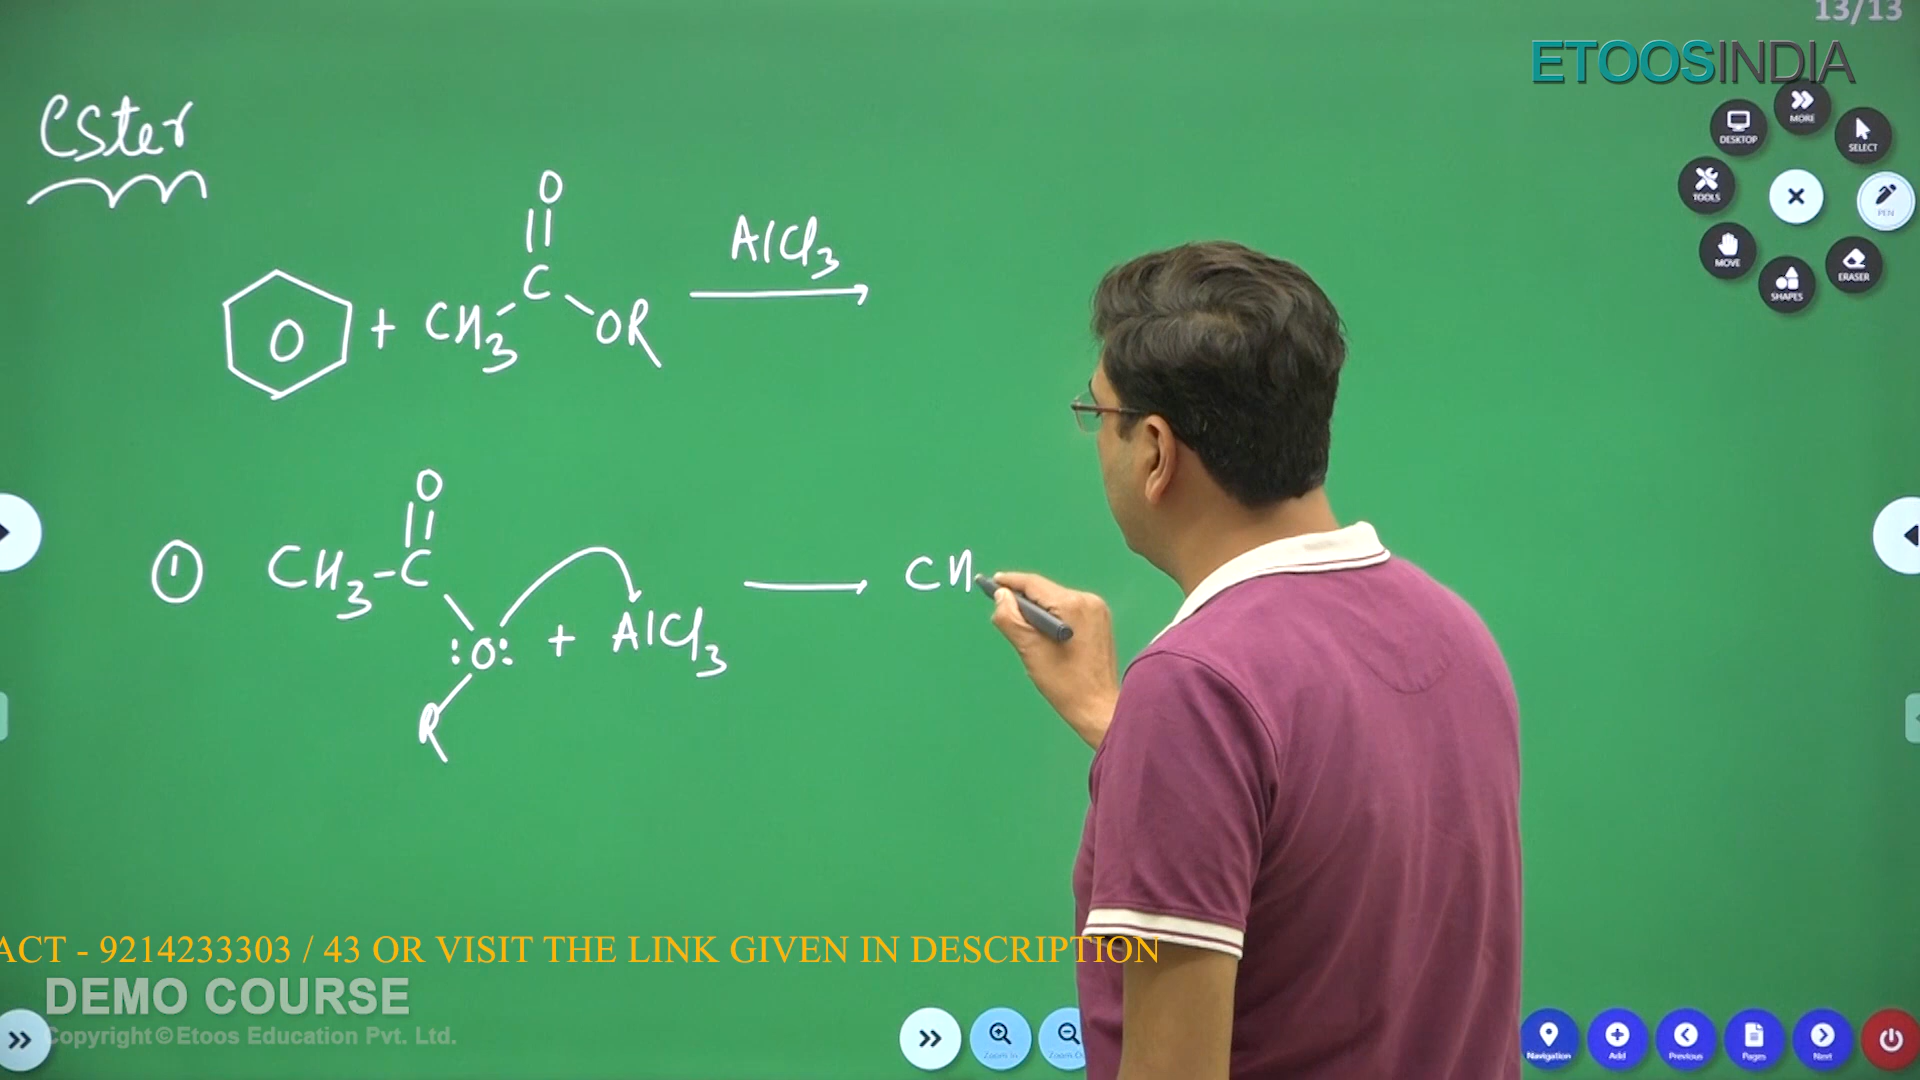 13/13
ETOOSINDIA
MORE
DESKTOP
SELECT
TOOLS
PEN
MOVE
ERASER
SHAPES
Ester
O
C
CH3
OR
O
+
AlCl3
1
O
CH3-C
:O:
R
+
AlCl3
CH
ACT - 9214233303 / 43 OR VISIT THE LINK GIVEN IN DESCRIPTION
DEMO COURSE
Copyright © Etoos Education Pvt. Ltd.
Zoom In
Navigation
Add
Previous
Pages
Next